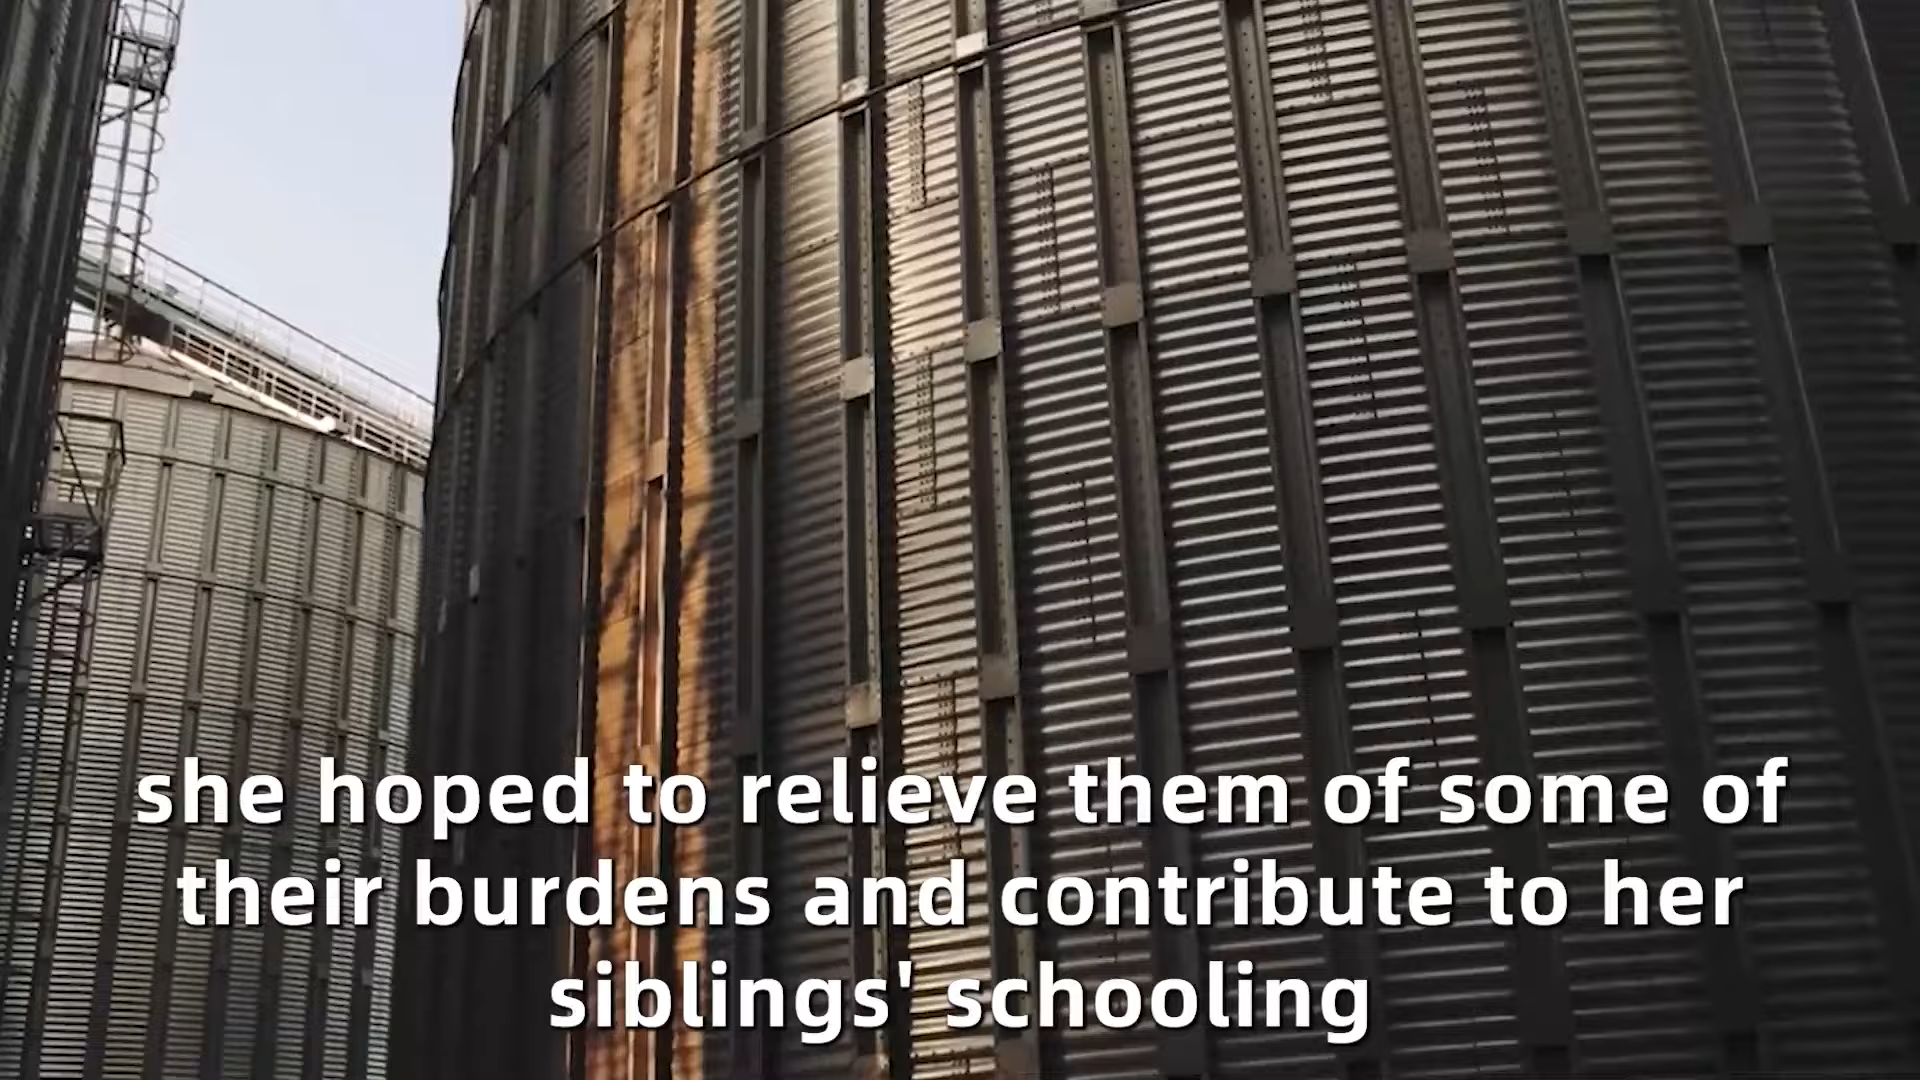 she hoped to relieve them of some of
their burdens and contribute to her
siblings' schooling